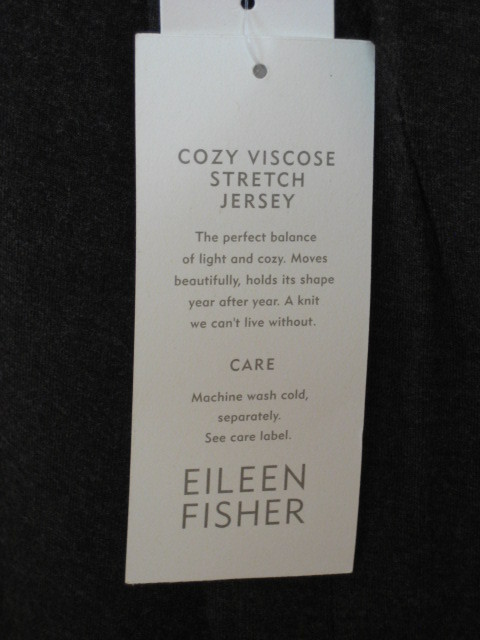 COZY VISCOSE
STRETCH
JERSEY
The perfect balance
of light and cozy. Moves
beautifully, holds its shape
year after year. A knit
we can't live without.
CARE
Machine wash cold,
separately.
See care label.
EILEEN
FISHER